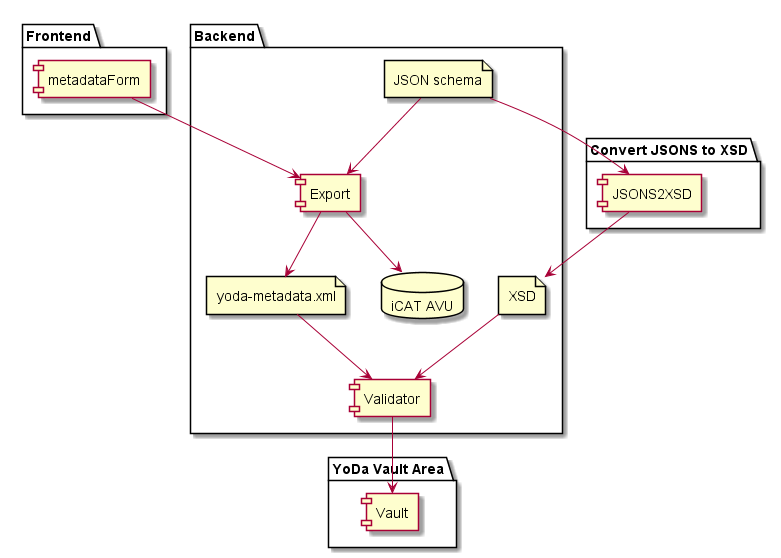 Frontend
Backend
metadataForm
JSON schema
Convert JSONS to XSD
Export
JSONS2XSD
yoda-metadata.xml
iCAT AVU
XSD
Validator
YoDa Vault Area
Vault